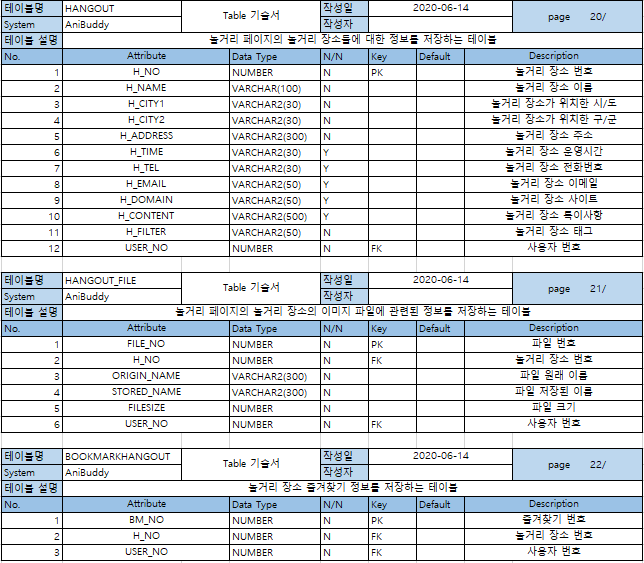 테이블명 HANGOUT Table 기술서 작성일 2020-06-14 page 20/
System AniBuddy 작성자
테이블 설명 놀거리 페이지의 놀거리 장소들에 대한 정보를 저장하는 테이블
No. Attribute Data Type N/N Key Default Description
1 H_NO NUMBER N PK 놀거리 장소 번호
2 H_NAME VARCHAR(100) N 놀거리 장소 이름
3 H_CITY1 VARCHAR2(30) N 놀거리 장소가 위치한 시/도
4 H_CITY2 VARCHAR2(30) N 놀거리 장소가 위치한 구/군
5 H_ADDRESS VARCHAR2(300) N 놀거리 장소 주소
6 H_TIME VARCHAR2(30) Y 놀거리 장소 운영시간
7 H_TEL VARCHAR2(30) Y 놀거리 장소 전화번호
8 H_EMAIL VARCHAR2(50) Y 놀거리 장소 이메일
9 H_DOMAIN VARCHAR2(50) Y 놀거리 장소 사이트
10 H_CONTENT VARCHAR2(500) Y 놀거리 장소 특이사항
11 H_FILTER VARCHAR2(50) N 놀거리 장소 태그
12 USER_NO NUMBER N FK 사용자 번호
테이블명 HANGOUT_FILE Table 기술서 작성일 2020-06-14 page 21/
System AniBuddy 작성자
테이블 설명 놀거리 페이지의 놀거리 장소의 이미지 파일에 관련된 정보를 저장하는 테이블
No. Attribute Data Type N/N Key Default Description
1 FILE_NO NUMBER N PK 파일 번호
2 H_NO NUMBER N FK 놀거리 장소 번호
3 ORIGIN_NAME VARCHAR2(300) N 파일 원래 이름
4 STORED_NAME VARCHAR2(300) N 파일 저장된 이름
5 FILESIZE NUMBER N 파일 크기
6 USER_NO NUMBER N FK 사용자 번호
테이블명 BOOKMARKHANGOUT Table 기술서 작성일 2020-06-14 page 22/
System AniBuddy 작성자
테이블 설명 놀거리 장소 즐겨찾기 정보를 저장하는 테이블
No. Attribute Data Type N/N Key Default Description
1 BM_NO NUMBER N PK 즐겨찾기 번호
2 H_NO NUMBER N FK 놀거리 장소 번호
3 USER_NO NUMBER N FK 사용자 번호